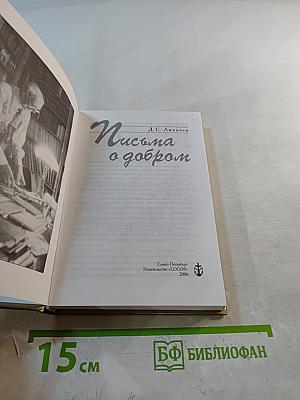 Д. С. Лихачев
Письма
о добром
Санкт-Петербург
Издательство «LOGOS»
2006
15 см
БФ БИБЛИОФАН